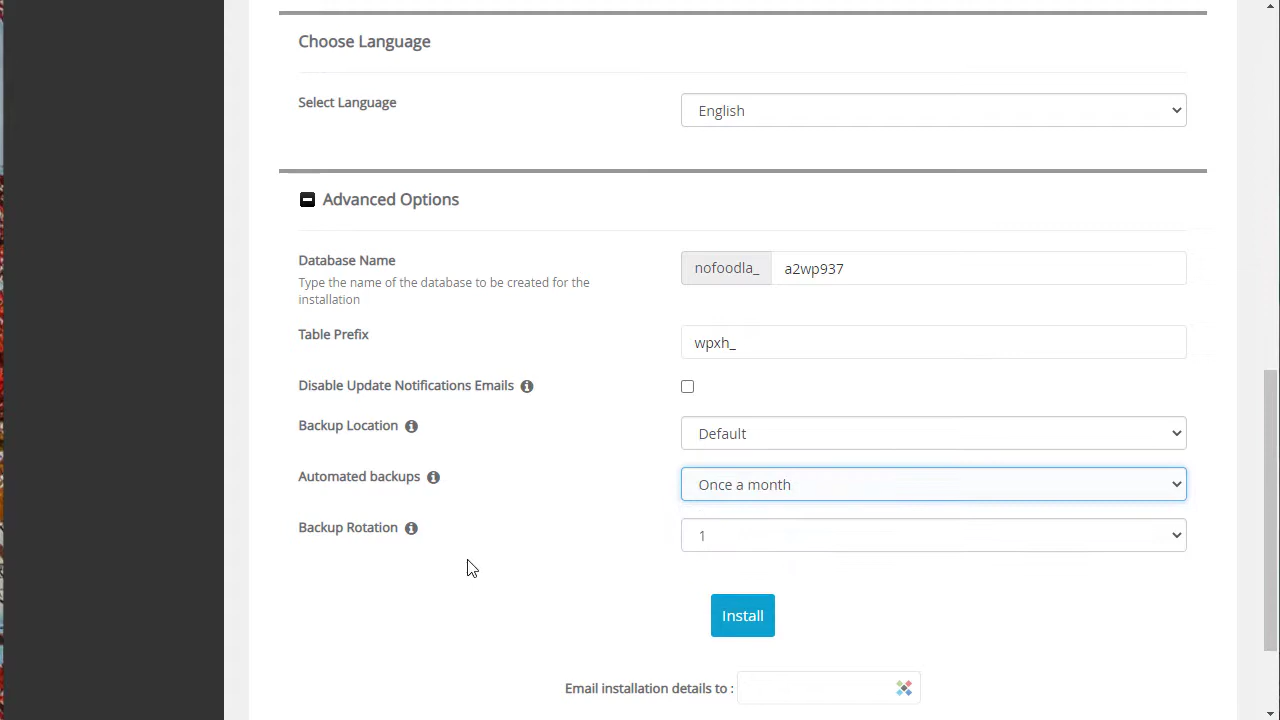 Choose Language
Select Language
English
Advanced Options
Database Name
nofoodla_ a2wp937
Type the name of the database to be created for the
installation
Table Prefix
wpxh_
Disable Update Notifications Emails
Backup Location
Default
Automated backups
Once a month
Backup Rotation
1
Install
Email installation details to :